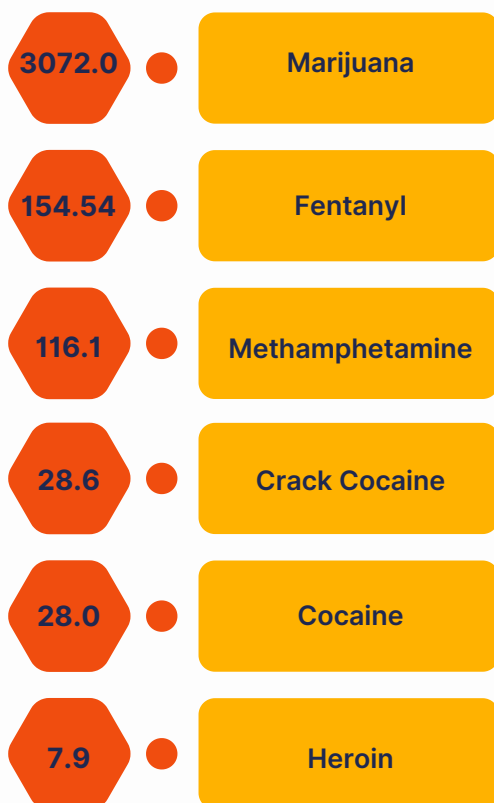 3072.0 Marijuana
154.54 Fentanyl
116.1 Methamphetamine
28.6 Crack Cocaine
28.0 Cocaine
7.9 Heroin